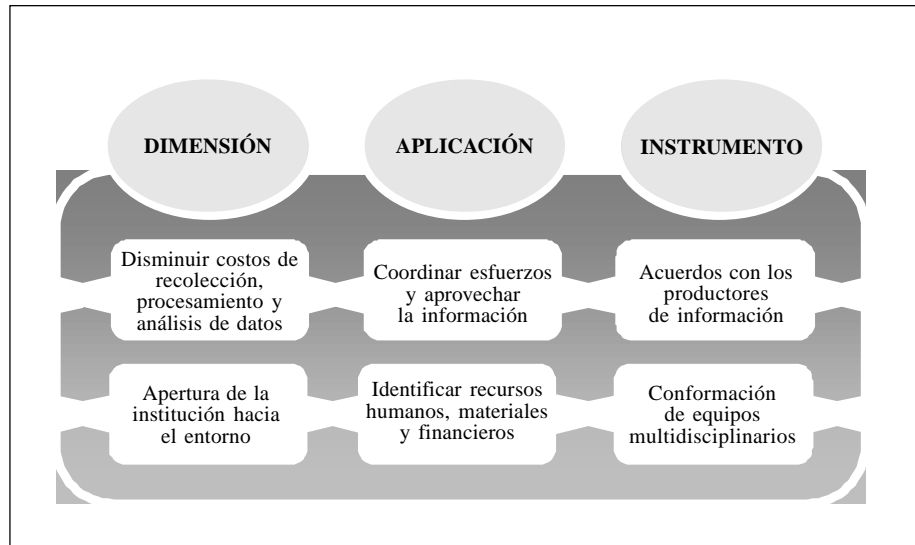 DIMENSIÓN
APLICACIÓN
INSTRUMENTO
Disminuir costos de
recolección,
procesamiento y
análisis de datos
Coordinar esfuerzos
y aprovechar
la información
Acuerdos con los
productores
de información
Apertura de la
institución hacia
el entorno
Identificar recursos
humanos, materiales
y financieros
Conformación
de equipos
multidisciplinarios